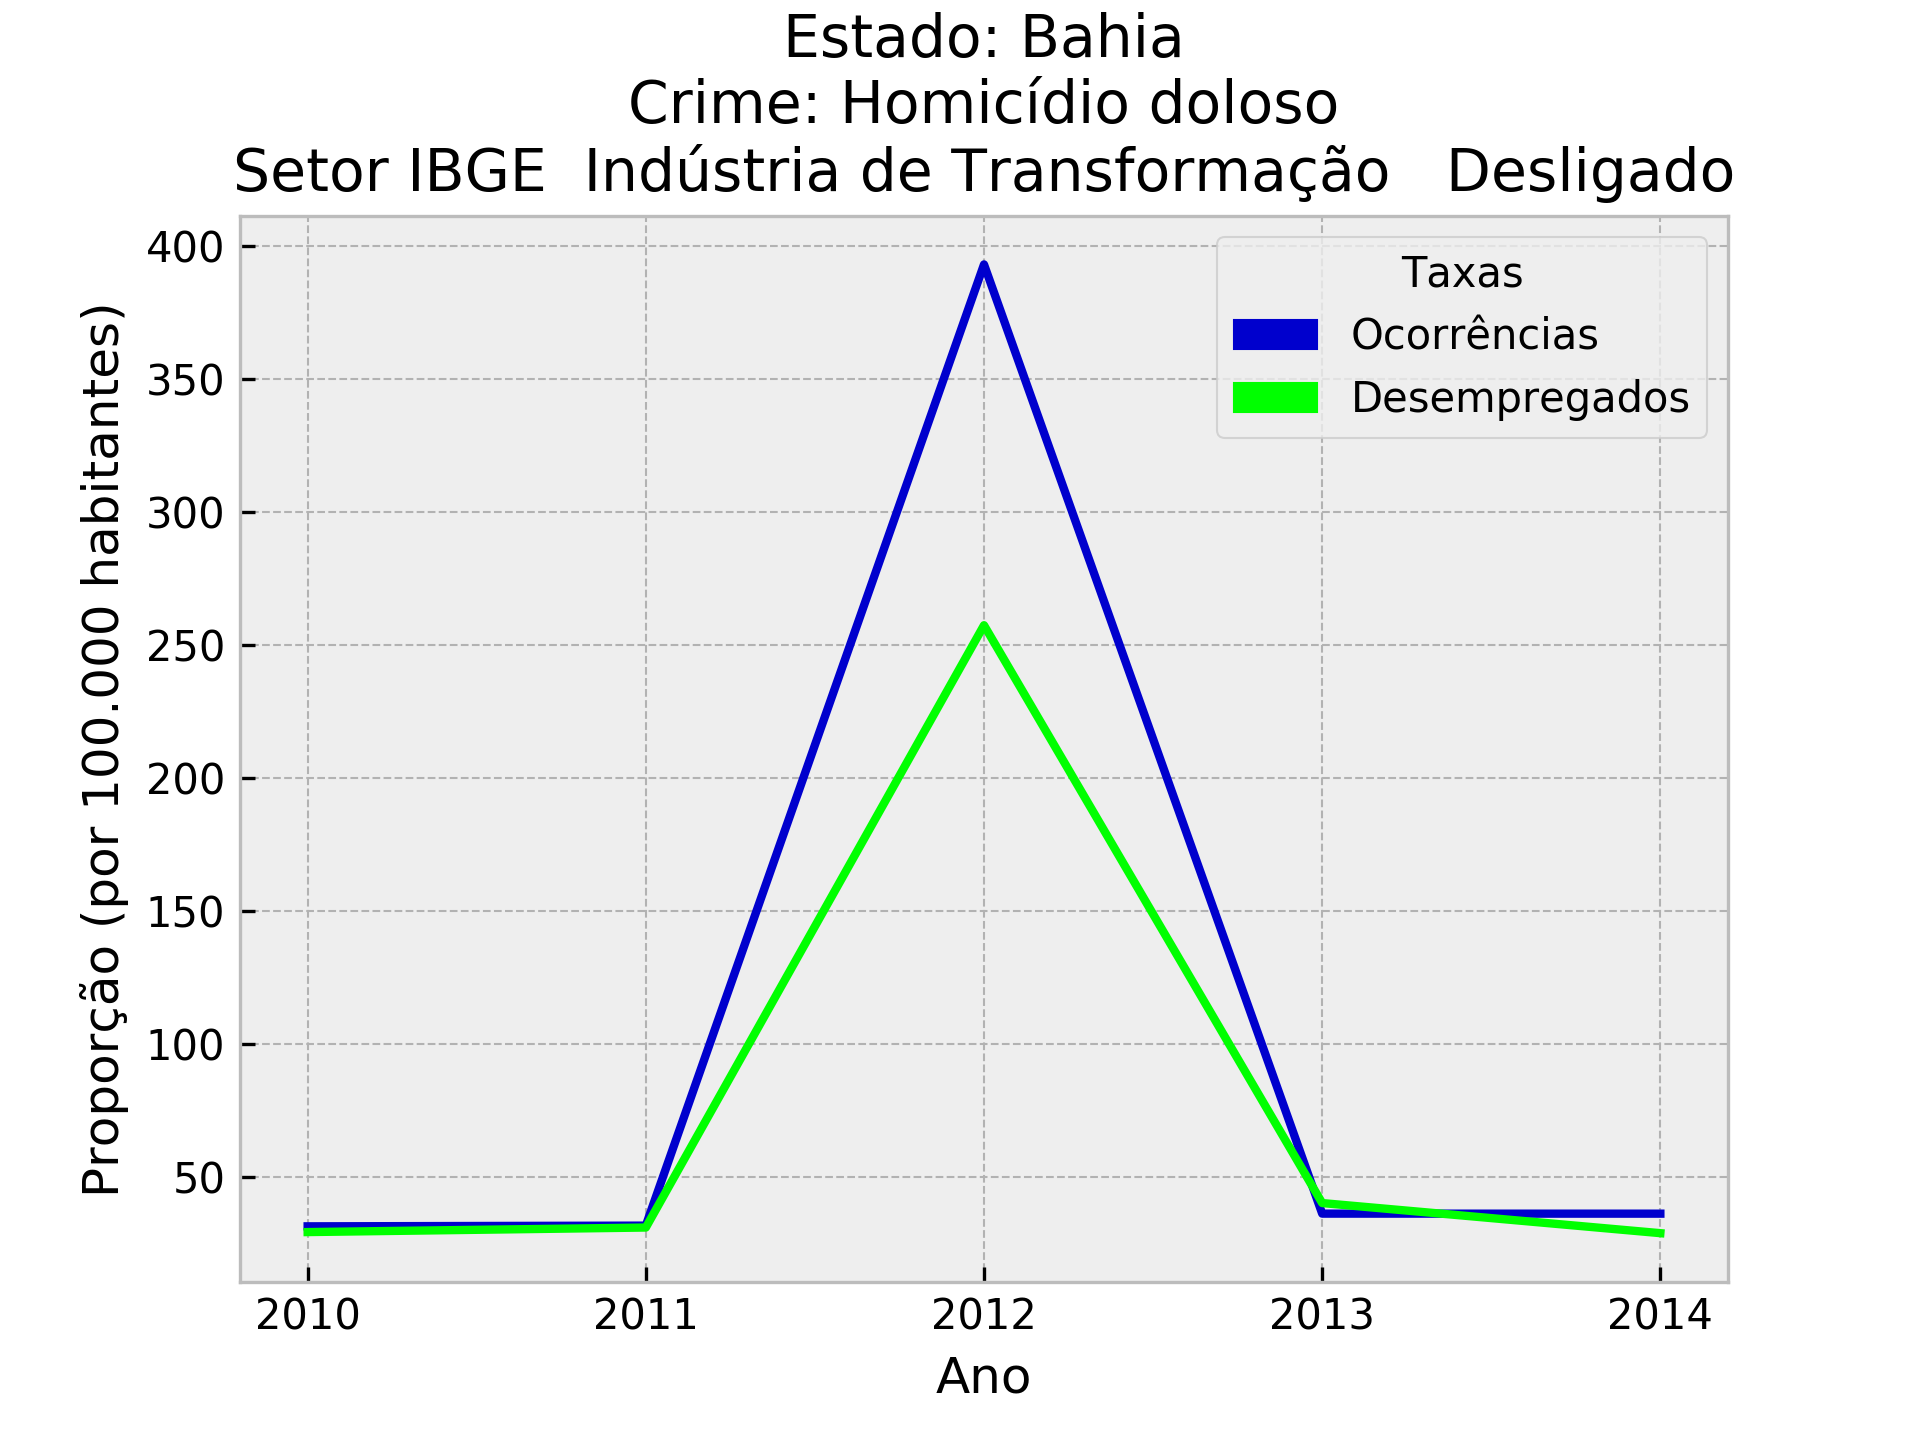 Estado: Bahia
Crime: Homicídio doloso
Setor IBGE  Indústria de Transformação   Desligado
Proporção (por 100.000 habitantes)
400
350
300
250
200
150
100
50
Taxas
Ocorrências
Desempregados
2010 2011 2012 2013 2014
Ano